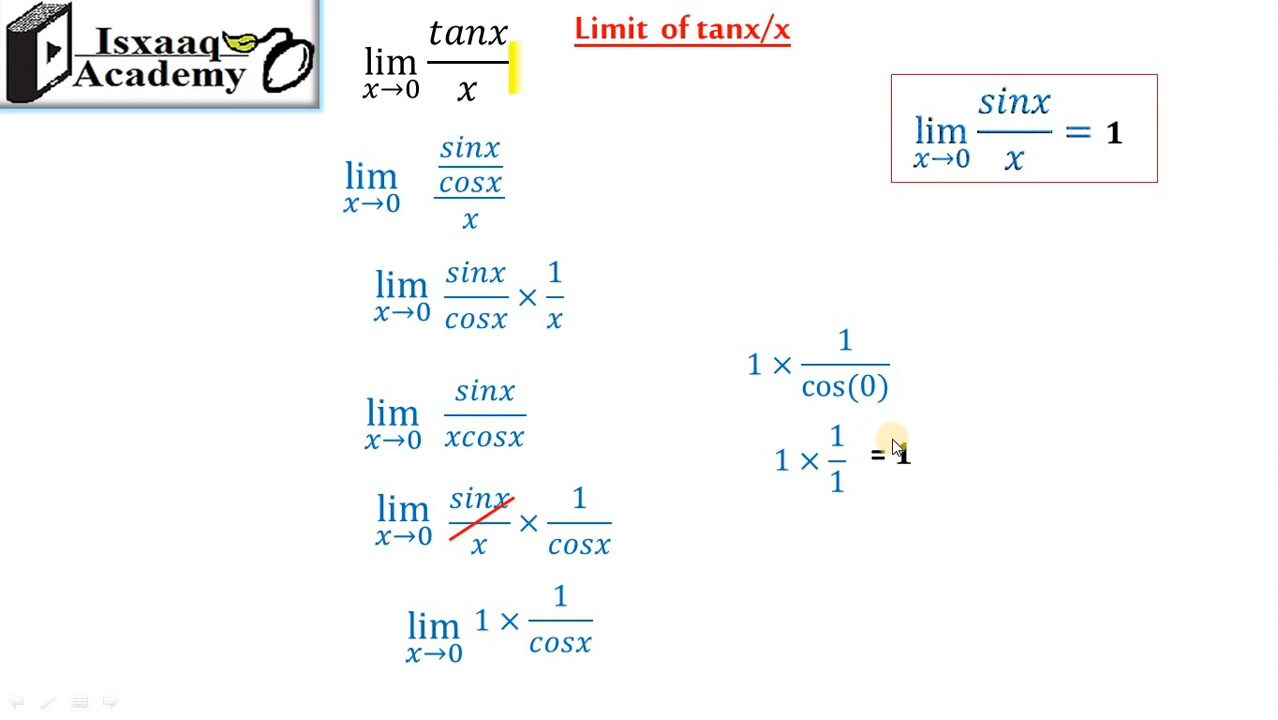 Isxaaq
Academy
Limit of tanx/x
lim x→0 tanx/x
lim x→0 sinx/x = 1
lim x→0 sinx/cosx/x
lim x→0 sinx/cosx × 1/x
lim x→0 sinx/xcosx
lim x→0 sinx/x × 1/cosx
lim x→0 1 × 1/cosx
1 × 1/cos(0)
1 × 1/1 = 1